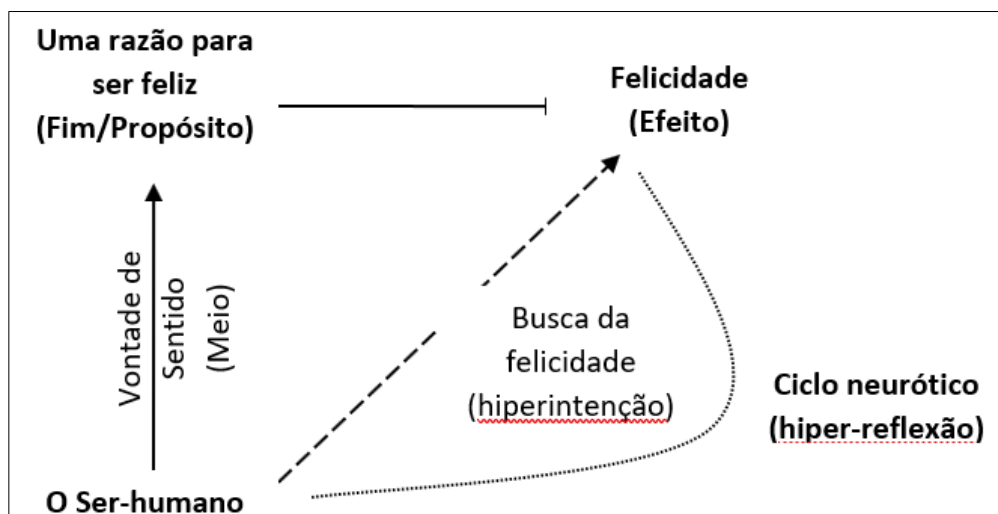 Uma razão para
ser feliz
(Fim/Propósito)
Felicidade
(Efeito)
Vontade de
Sentido
(Meio)
Busca da
felicidade
(hiperintenção)
Ciclo neurótico
(hiper-reflexão)
O Ser-humano